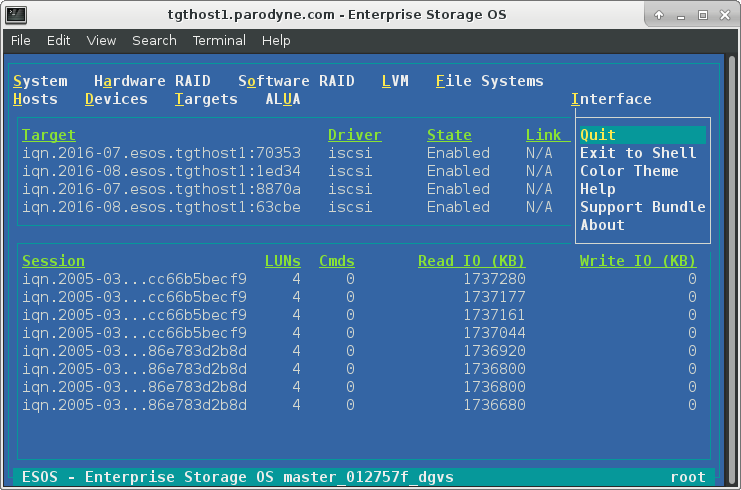 tgthost1.parodyne.com - Enterprise Storage OS
File Edit View Search Terminal Help
System Hardware RAID Software RAID LVM File Systems
Hosts Devices Targets ALUA Interface
Target Driver State Link Quit
iqn.2016-07.esos.tgthost1:70353 iscsi Enabled N/A Exit to Shell
iqn.2016-08.esos.tgthost1:1ed34 iscsi Enabled N/A Color Theme
iqn.2016-07.esos.tgthost1:8870a iscsi Enabled N/A Help
iqn.2016-08.esos.tgthost1:63cbe iscsi Enabled N/A Support Bundle
About
Session LUNs Cmds Read IO (KB) Write IO (KB)
iqn.2005-03...cc66b5becf9 4 0 1737280 0
iqn.2005-03...cc66b5becf9 4 0 1737177 0
iqn.2005-03...cc66b5becf9 4 0 1737161 0
iqn.2005-03...cc66b5becf9 4 0 1737044 0
iqn.2005-03...86e783d2b8d 4 0 1736920 0
iqn.2005-03...86e783d2b8d 4 0 1736800 0
iqn.2005-03...86e783d2b8d 4 0 1736800 0
iqn.2005-03...86e783d2b8d 4 0 1736680 0
ESOS - Enterprise Storage OS master_012757f_dgvs root